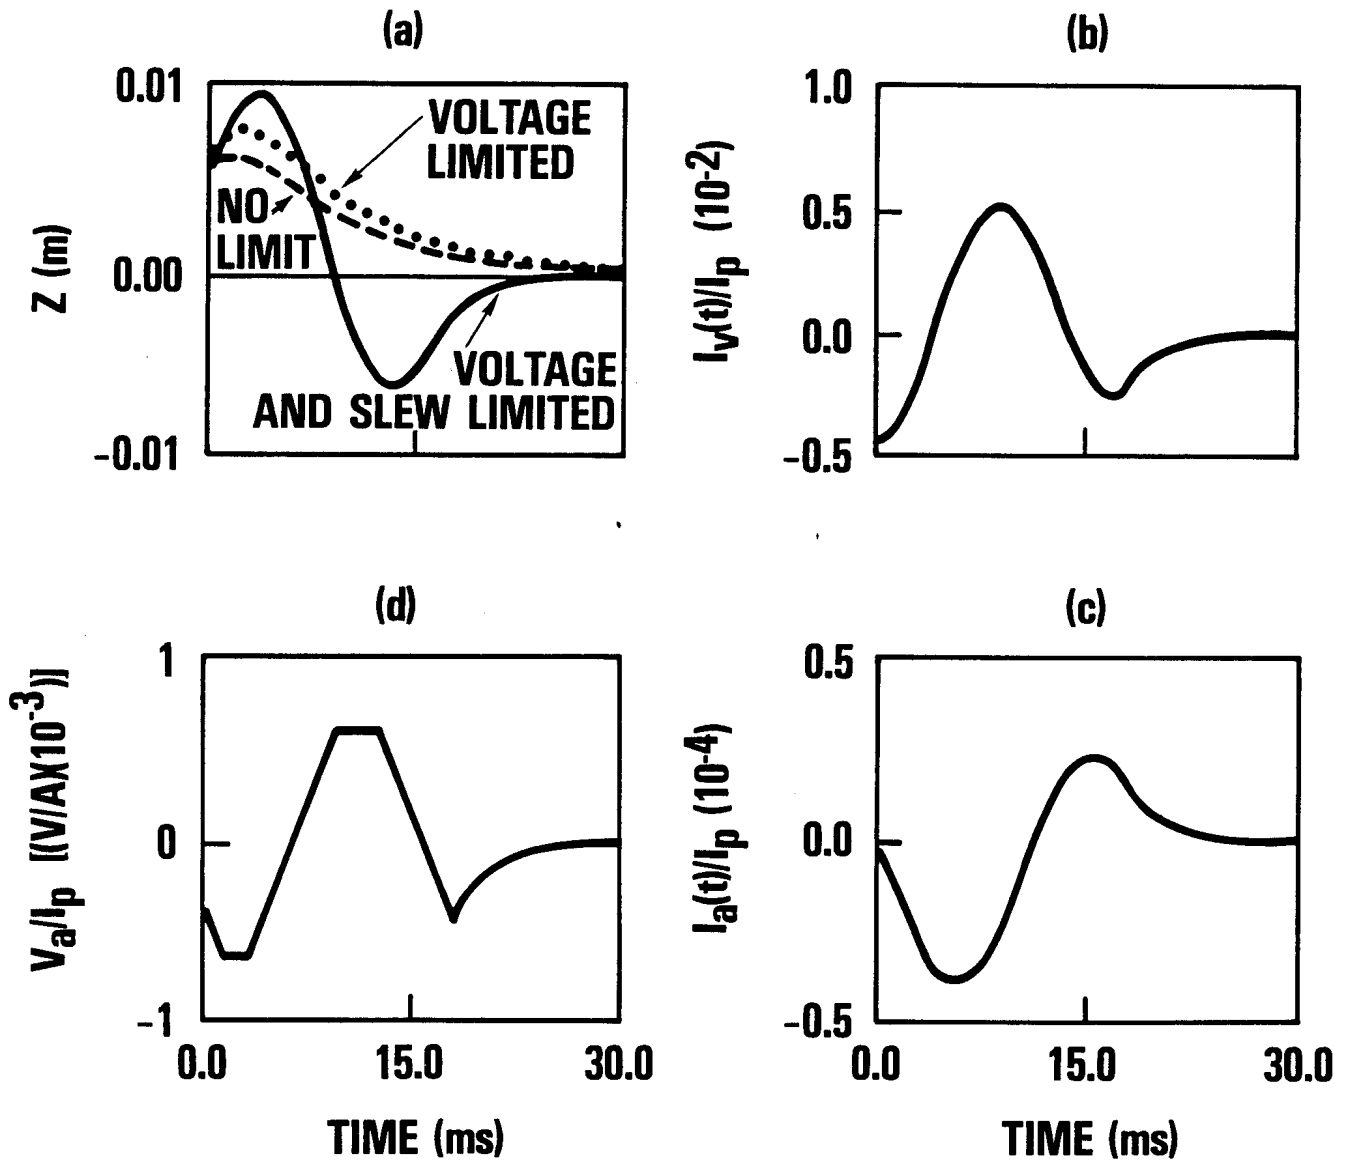 (a)
0.01
0.00
-0.01
Z (m)
VOLTAGE
LIMITED
NO
LIMIT
VOLTAGE
AND SLEW LIMITED
(b)
1.0
0.5
0.0
-0.5
Iv(t)/Ip (10-2)
(d)
1
0
-1
Va/Ip [(V/A)(10-3)]
0.0
15.0
30.0
TIME (ms)
(c)
0.5
0.0
-0.5
Ia(t)/Ip (10-4)
0.0
15.0
30.0
TIME (ms)